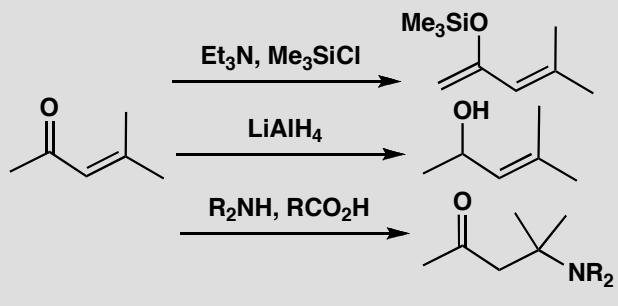 Me₃SiO
Et₃N, Me₃SiCl
O
LiAlH₄
OH
R₂NH, RCO₂H
O
NR₂